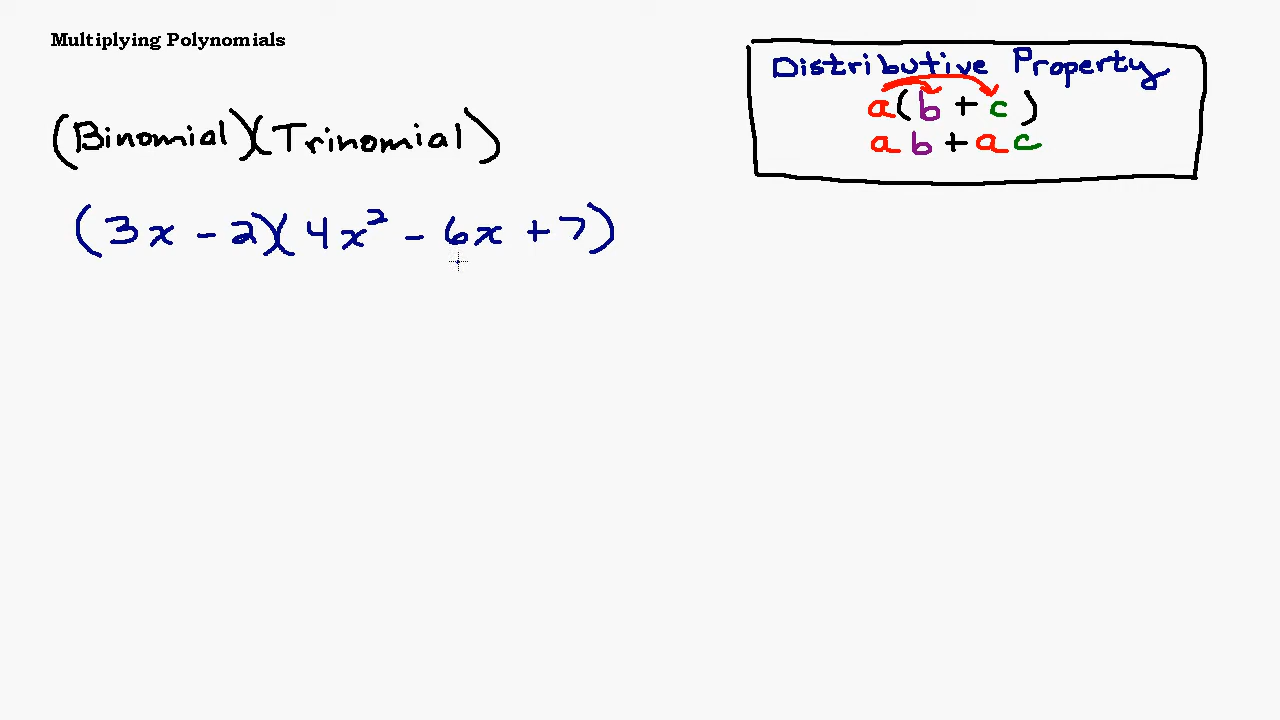 Multiplying Polynomials
Distributive Property
a(b + c)
ab + ac
(Binomial)(Trinomial)
(3x - 2)(4x² - 6x + 7)